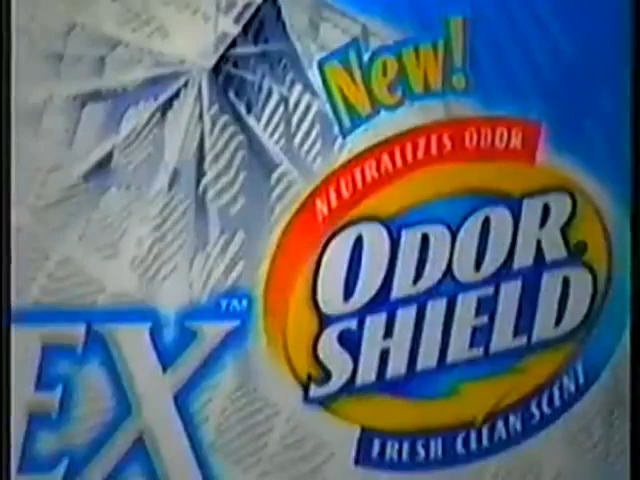 New!
NEUTRALIZES ODOR
ODOR
SHIELD
EX™
FRESH CLEAN SCENT